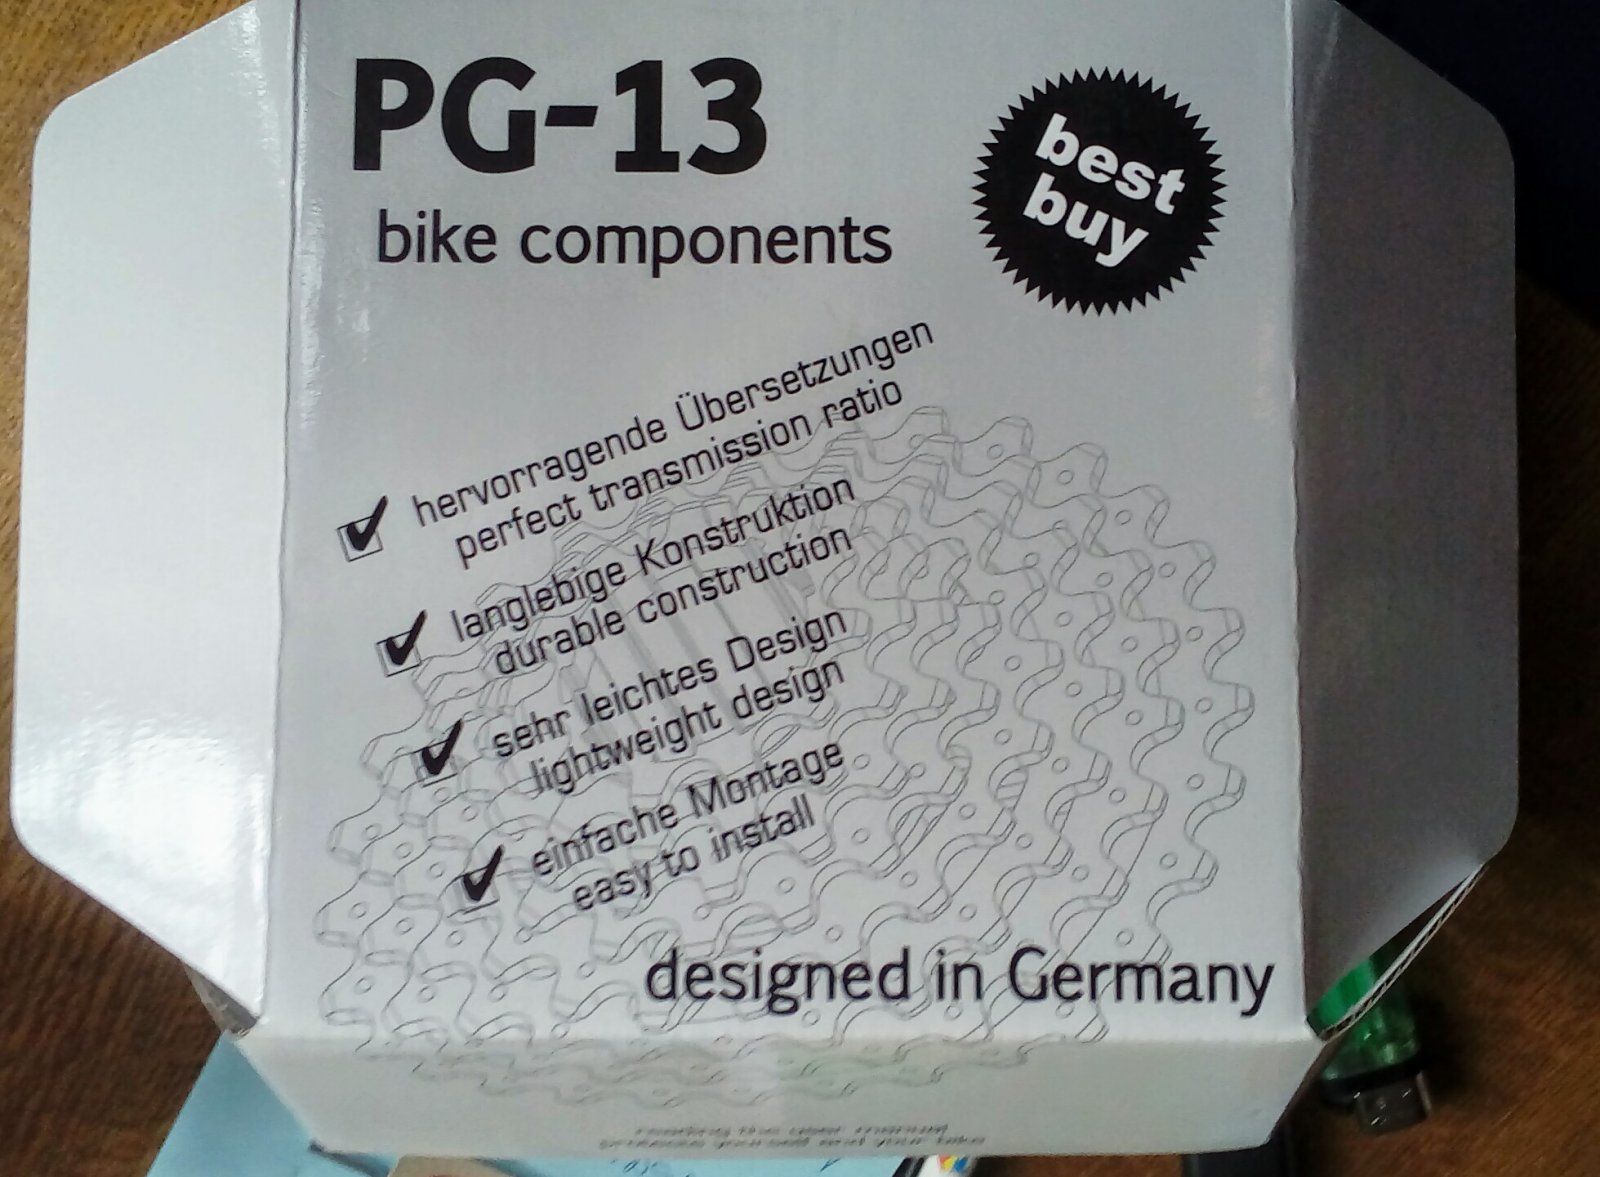 PG-13
bike components
best
buy
hervorragende Übersetzungen
perfect transmission ratio
langlebige Konstruktion
durable construction
sehr leichtes Design
lightweight design
einfache Montage
easy to install
designed in Germany